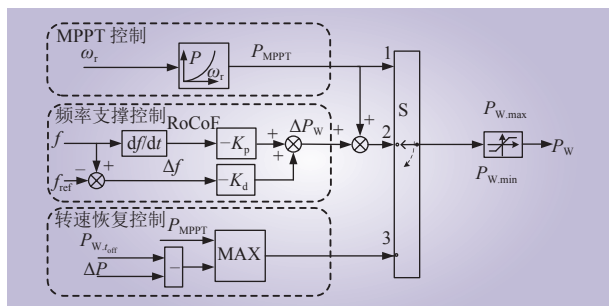 MPPT 控制
ω_r
P
ω_r
P_MPPT
1
S
频率支撑控制
f
df/dt
RoCoF
−K_p
+
+
ΔP_W
+
+
2
P_W.max
P_W
P_W.min
f_ref
−
+
Δf
−K_d
转速恢复控制
P_MPPT
P_W.t_off
ΔP
−
MAX
3